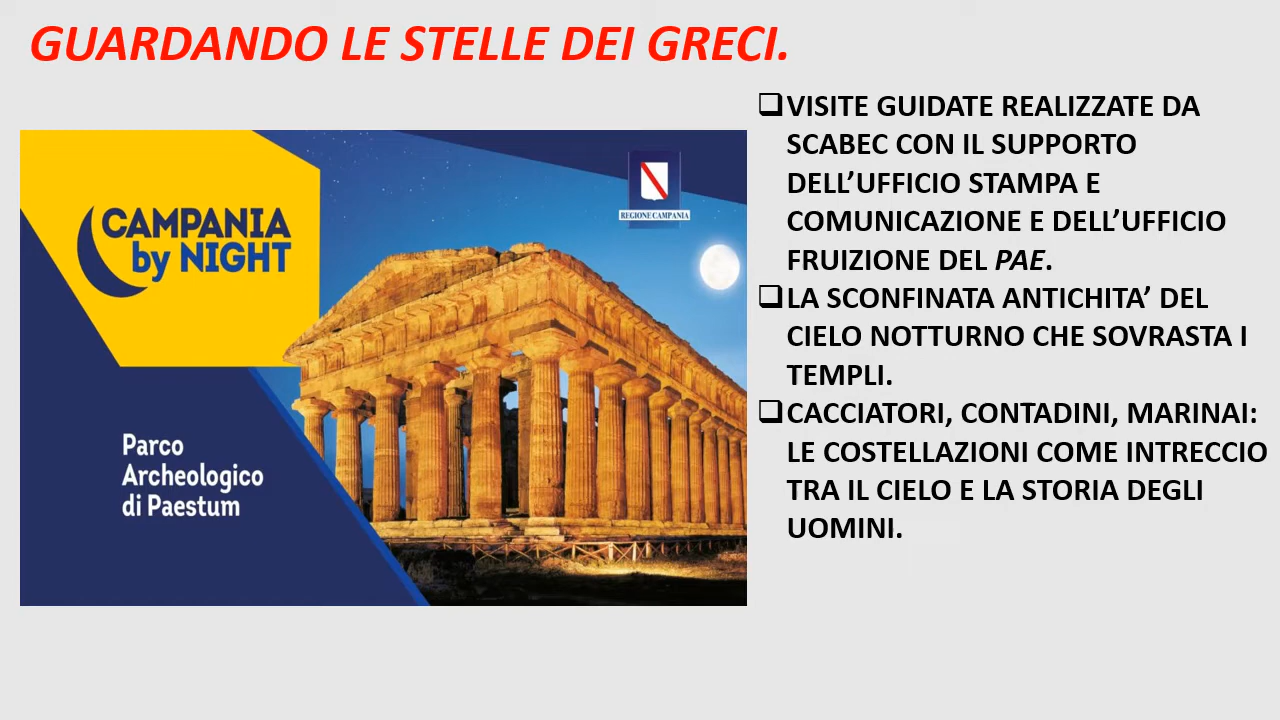 GUARDANDO LE STELLE DEI GRECI.
CAMPANIA
by NIGHT
REGIONE CAMPANIA
Parco
Archeologico
di Paestum
❑VISITE GUIDATE REALIZZATE DA
SCABEC CON IL SUPPORTO
DELL’UFFICIO STAMPA E
COMUNICAZIONE E DELL’UFFICIO
FRUIZIONE DEL PAE.
❑LA SCONFINATA ANTICHITA’ DEL
CIELO NOTTURNO CHE SOVRASTA I
TEMPLI.
❑CACCIATORI, CONTADINI, MARINAI:
LE COSTELLAZIONI COME INTRECCIO
TRA IL CIELO E LA STORIA DEGLI
UOMINI.